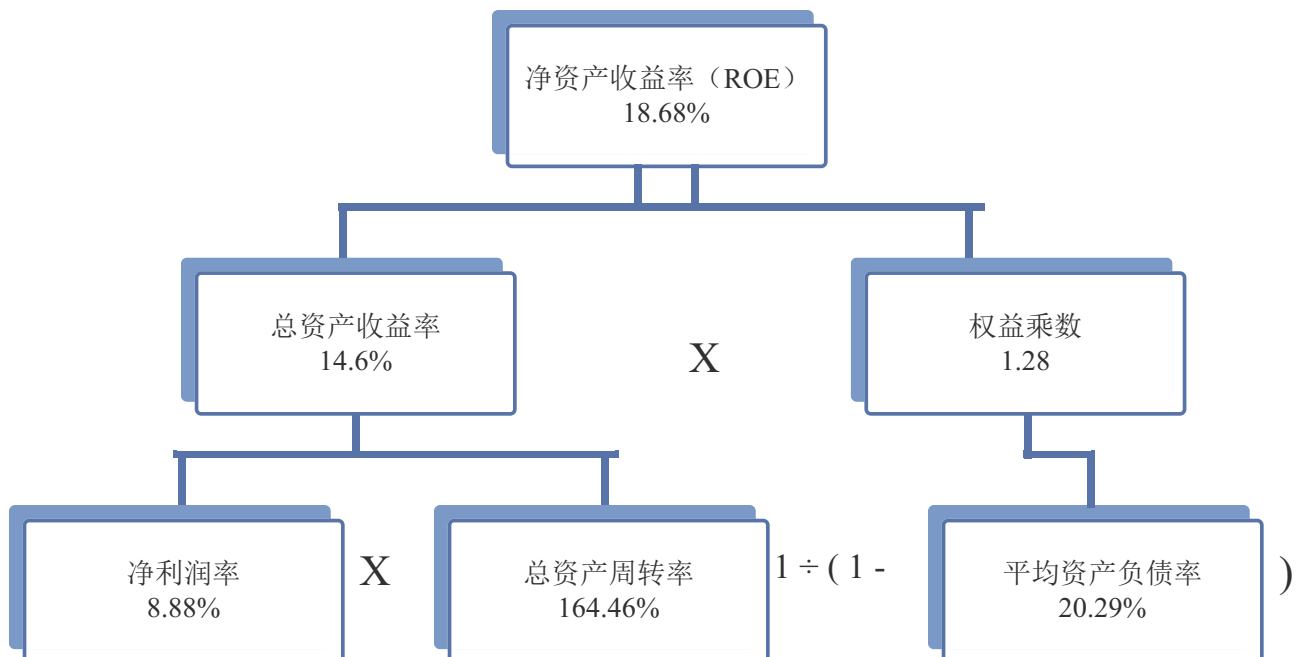 净资产收益率（ROE）
18.68%
总资产收益率
14.6%
X
权益乘数
1.28
净利润率
8.88%
X
总资产周转率
164.46%
1 ÷ ( 1 -
平均资产负债率
20.29%
)